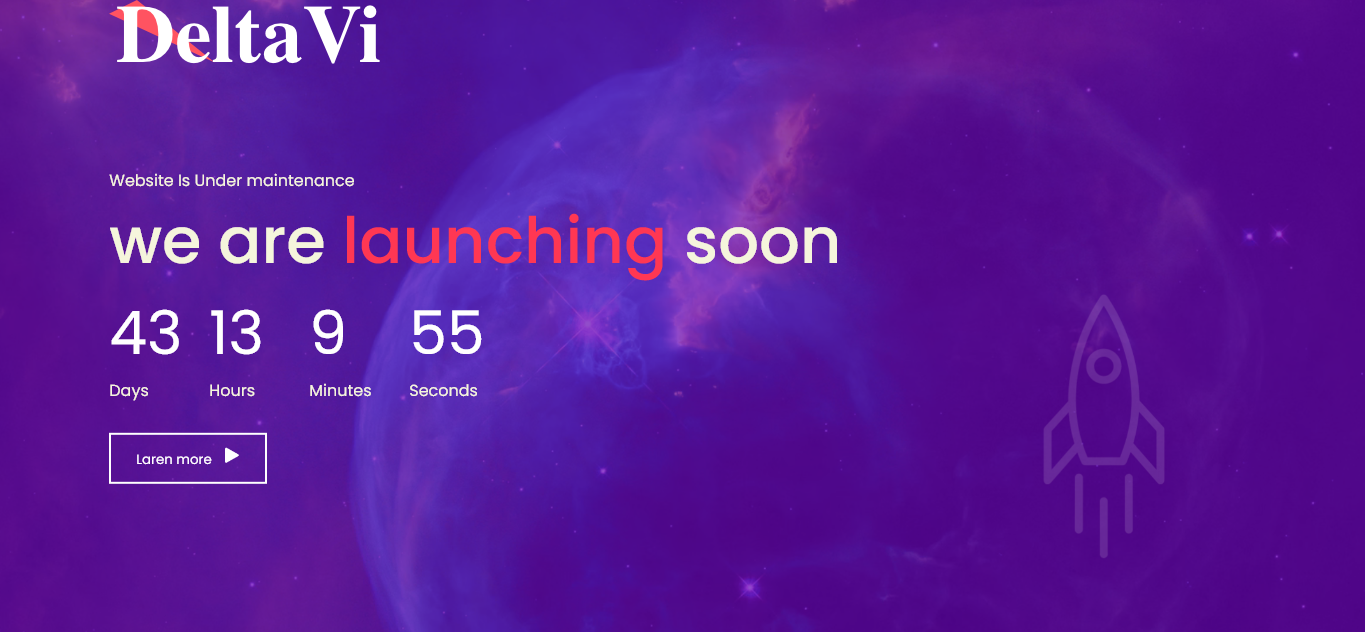 DeltaVi
Website Is Under maintenance
we are launching soon
43 13 9 55
Days Hours Minutes Seconds
Laren more